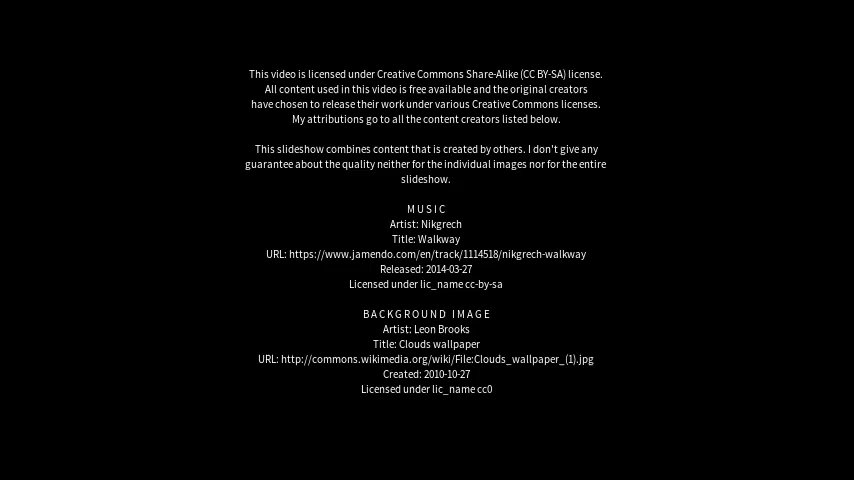 This video is licensed under Creative Commons Share-Alike (CC BY-SA) license.
All content used in this video is free available and the original creators
have chosen to release their work under various Creative Commons licenses.
My attributions go to all the content creators listed below.
This slideshow combines content that is created by others. I don't give any
guarantee about the quality neither for the individual images nor for the entire
slideshow.
M U S I C
Artist: Nikgrech
Title: Walkway
URL: https://www.jamendo.com/en/track/1114518/nikgrech-walkway
Released: 2014-03-27
Licensed under lic_name cc-by-sa
B A C K G R O U N D  I M A G E
Artist: Leon Brooks
Title: Clouds wallpaper
URL: http://commons.wikimedia.org/wiki/File:Clouds_wallpaper_(1).jpg
Created: 2010-10-27
Licensed under lic_name cc0